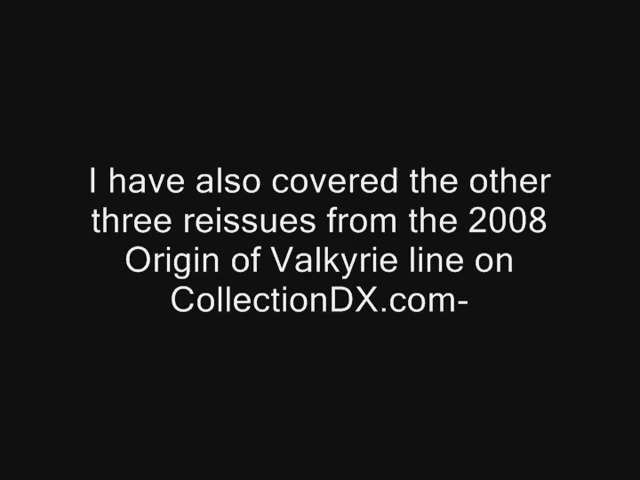 I have also covered the other
three reissues from the 2008
Origin of Valkyrie line on
CollectionDX.com-